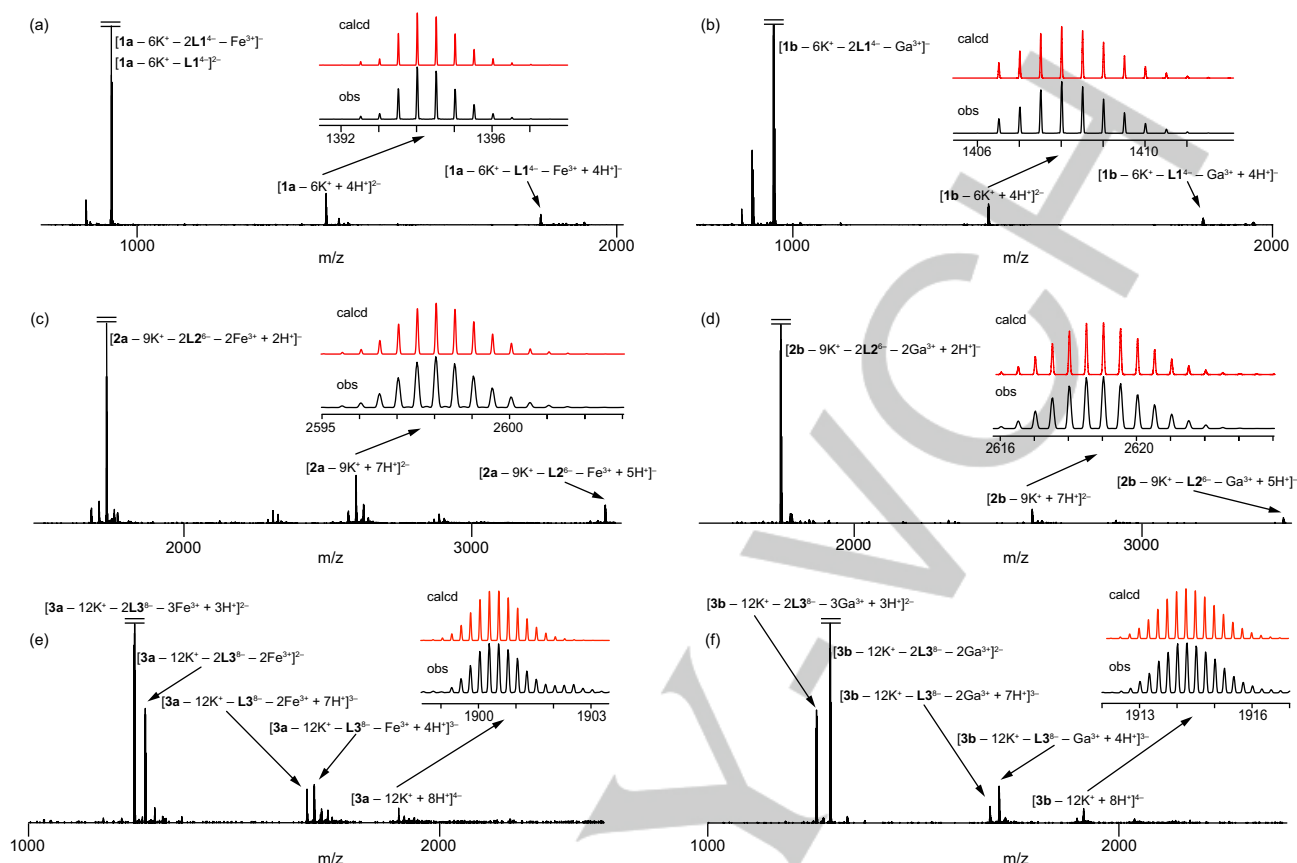 (a)
[1a – 6K⁺ – 2L1⁴⁻ – Fe³⁺]⁻
[1a – 6K⁺ – L1⁴⁻]²⁻
calcd
obs
1392
1396
[1a – 6K⁺ + 4H⁺]²⁻
[1a – 6K⁺ – L1⁴⁻ – Fe³⁺ + 4H⁺]⁻
1000
2000
m/z
(b)
[1b – 6K⁺ – 2L1⁴⁻ – Ga³⁺]⁻
calcd
obs
1406
1410
[1b – 6K⁺ + 4H⁺]²⁻
[1b – 6K⁺ – L1⁴⁻ – Ga³⁺ + 4H⁺]⁻
1000
2000
m/z
(c)
[2a – 9K⁺ – 2L2⁶⁻ – 2Fe³⁺ + 2H⁺]⁻
calcd
obs
2595
2600
[2a – 9K⁺ + 7H⁺]²⁻
[2a – 9K⁺ – L2⁶⁻ – Fe³⁺ + 5H⁺]⁻
2000
3000
m/z
(d)
[2b – 9K⁺ – 2L2⁶⁻ – 2Ga³⁺ + 2H⁺]⁻
calcd
obs
2616
2620
[2b – 9K⁺ + 7H⁺]²⁻
[2b – 9K⁺ – L2⁶⁻ – Ga³⁺ + 5H⁺]⁻
2000
3000
m/z
[3a – 12K⁺ – 2L3⁸⁻ – 3Fe³⁺ + 3H⁺]²⁻
(e)
[3a – 12K⁺ – 2L3⁸⁻ – 2Fe³⁺]²⁻
[3a – 12K⁺ – L3⁸⁻ – 2Fe³⁺ + 7H⁺]³⁻
[3a – 12K⁺ – L3⁸⁻ – Fe³⁺ + 4H⁺]³⁻
calcd
obs
1900
1903
[3a – 12K⁺ + 8H⁺]⁴⁻
1000
2000
m/z
[3b – 12K⁺ – 2L3⁸⁻ – 3Ga³⁺ + 3H⁺]²⁻
(f)
[3b – 12K⁺ – 2L3⁸⁻ – 2Ga³⁺]²⁻
[3b – 12K⁺ – L3⁸⁻ – 2Ga³⁺ + 7H⁺]³⁻
[3b – 12K⁺ – L3⁸⁻ – Ga³⁺ + 4H⁺]³⁻
calcd
obs
1913
1916
[3b – 12K⁺ + 8H⁺]⁴⁻
1000
2000
m/z
Y-VCH